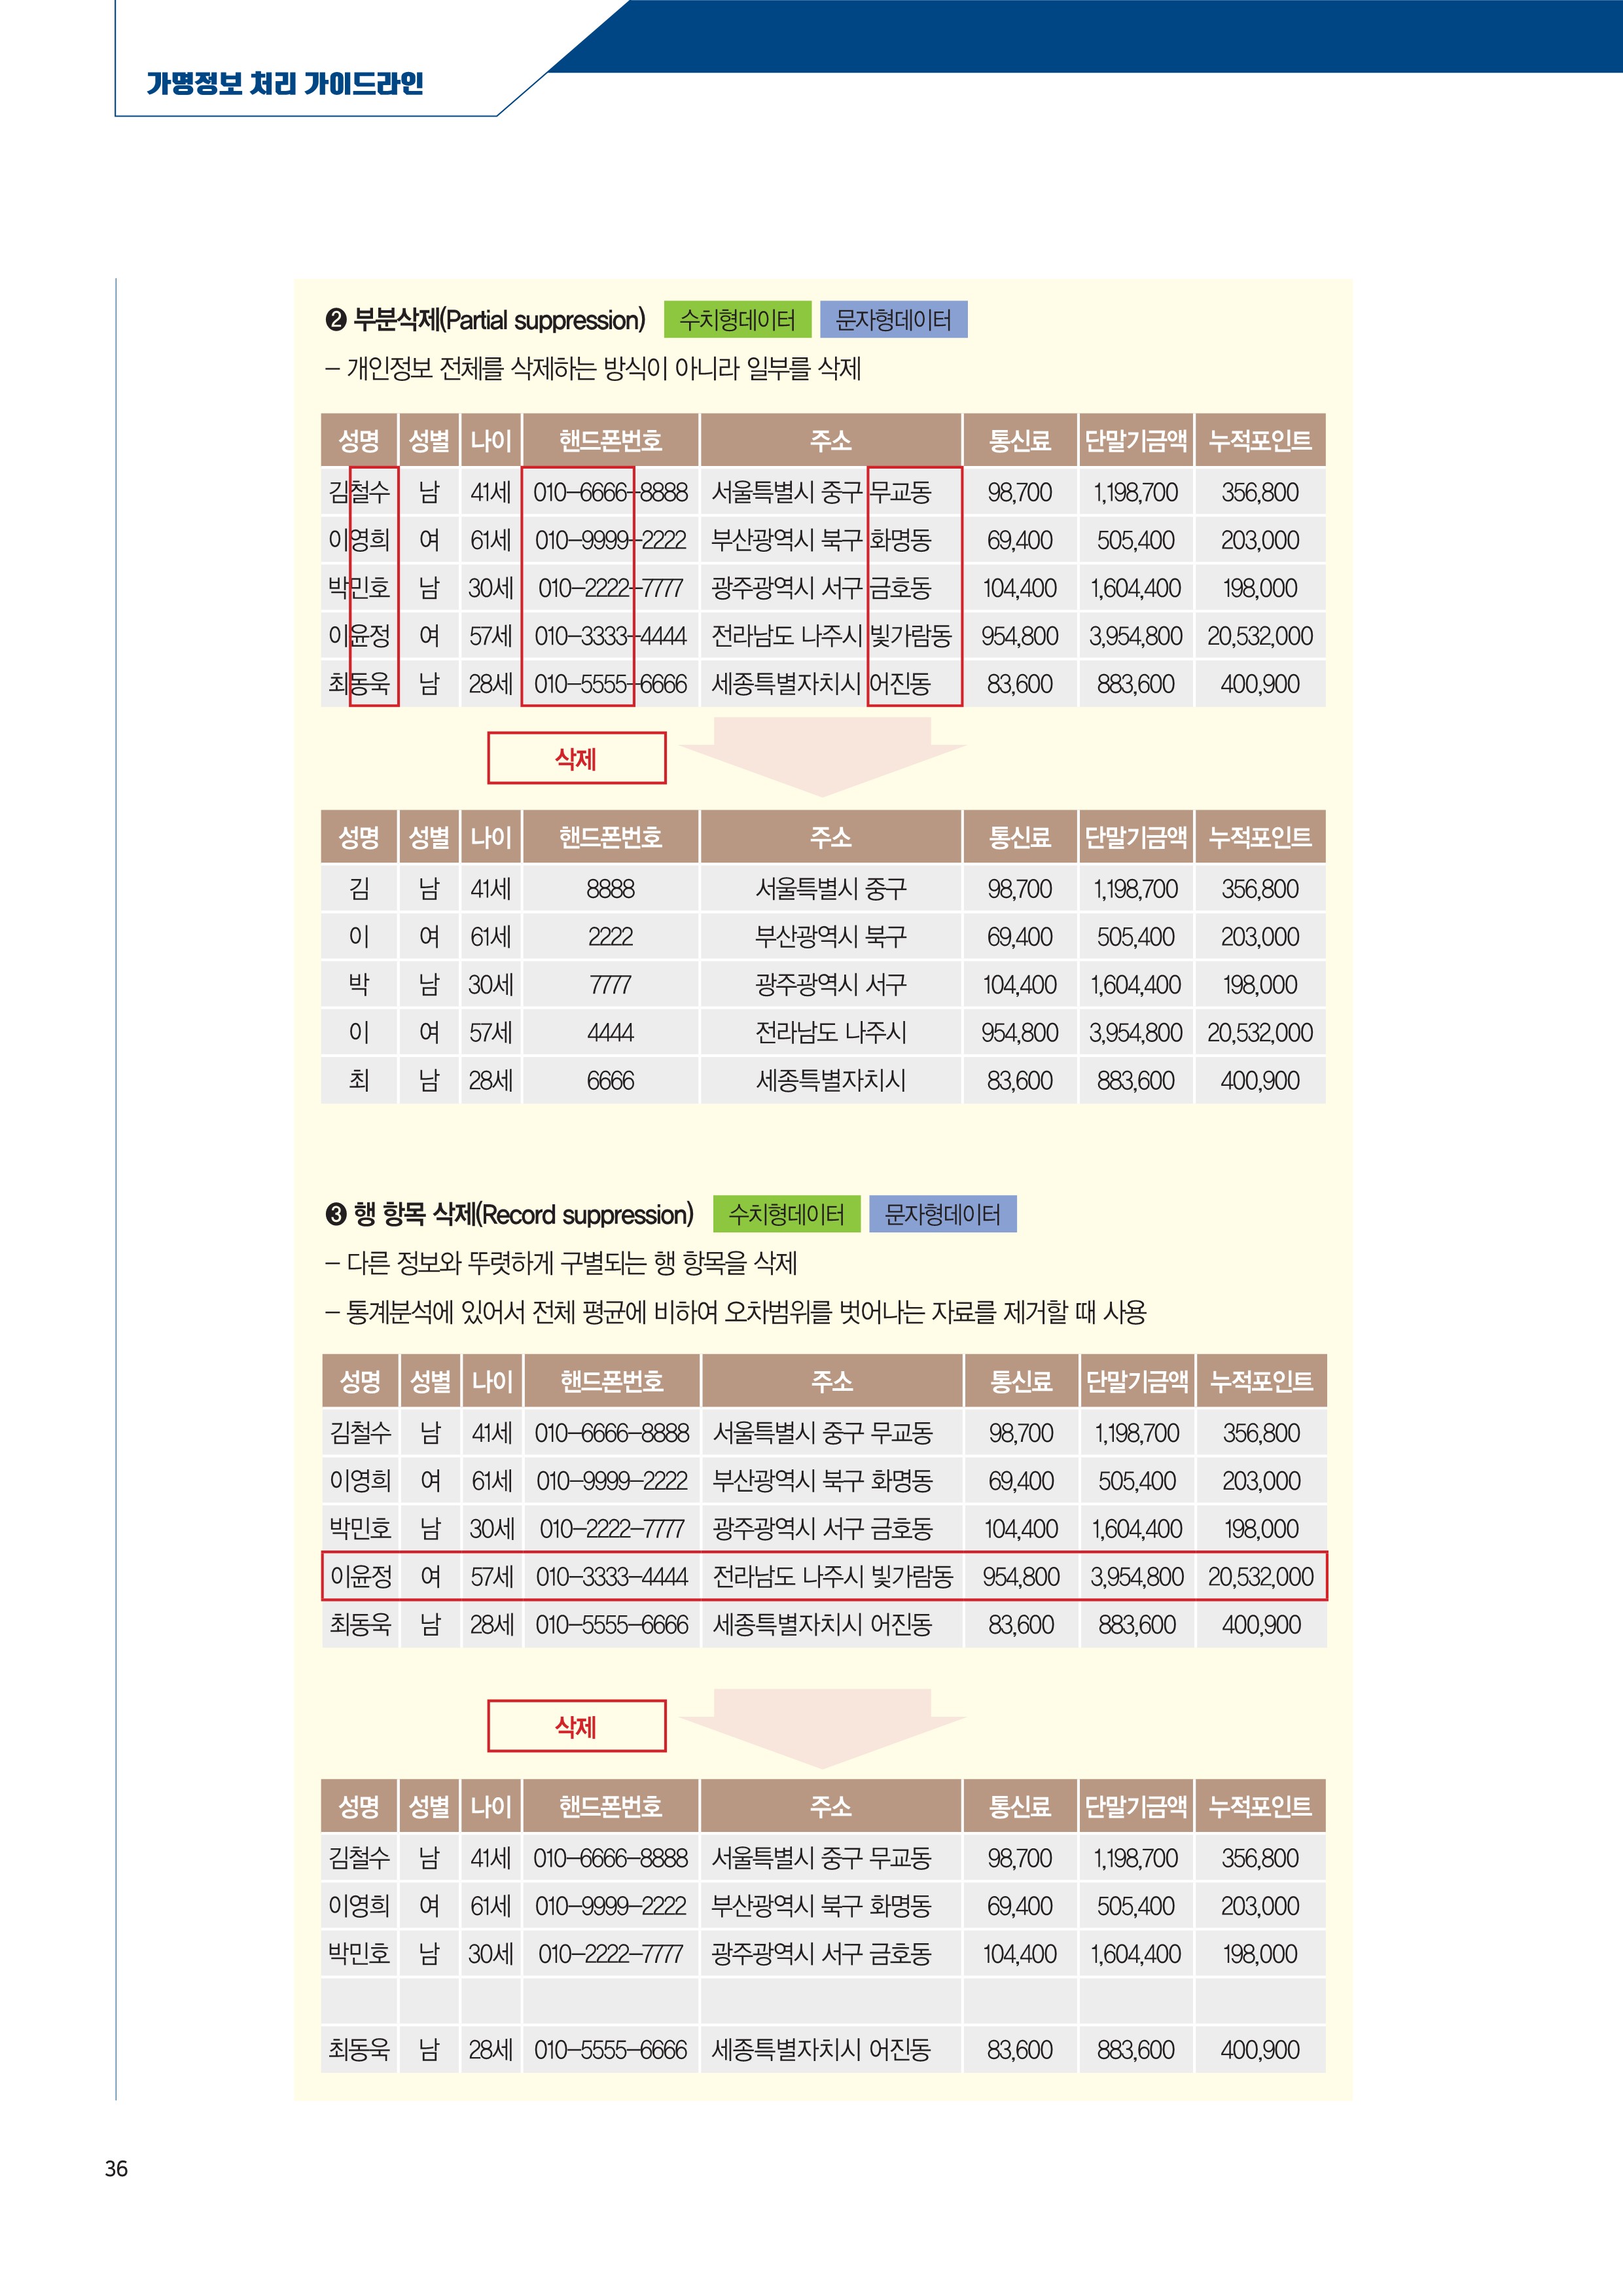 가명정보 처리 가이드라인
❷ 부분삭제(Partial suppression) 수치형데이터 문자형데이터
– 개인정보 전체를 삭제하는 방식이 아니라 일부를 삭제
성명 성별 나이 핸드폰번호 주소 통신료 단말기금액 누적포인트
김철수 남 41세 010–6666–8888 서울특별시 중구 무교동 98,700 1,198,700 356,800
이영희 여 61세 010–9999–2222 부산광역시 북구 화명동 69,400 505,400 203,000
박민호 남 30세 010–2222–7777 광주광역시 서구 금호동 104,400 1,604,400 198,000
이윤정 여 57세 010–3333–4444 전라남도 나주시 빛가람동 954,800 3,954,800 20,532,000
최동욱 남 28세 010–5555–6666 세종특별자치시 어진동 83,600 883,600 400,900
삭제
성명 성별 나이 핸드폰번호 주소 통신료 단말기금액 누적포인트
김 남 41세 8888 서울특별시 중구 98,700 1,198,700 356,800
이 여 61세 2222 부산광역시 북구 69,400 505,400 203,000
박 남 30세 7777 광주광역시 서구 104,400 1,604,400 198,000
이 여 57세 4444 전라남도 나주시 954,800 3,954,800 20,532,000
최 남 28세 6666 세종특별자치시 83,600 883,600 400,900
❸ 행 항목 삭제(Record suppression) 수치형데이터 문자형데이터
– 다른 정보와 뚜렷하게 구별되는 행 항목을 삭제
– 통계분석에 있어서 전체 평균에 비하여 오차범위를 벗어나는 자료를 제거할 때 사용
성명 성별 나이 핸드폰번호 주소 통신료 단말기금액 누적포인트
김철수 남 41세 010–6666–8888 서울특별시 중구 무교동 98,700 1,198,700 356,800
이영희 여 61세 010–9999–2222 부산광역시 북구 화명동 69,400 505,400 203,000
박민호 남 30세 010–2222–7777 광주광역시 서구 금호동 104,400 1,604,400 198,000
이윤정 여 57세 010–3333–4444 전라남도 나주시 빛가람동 954,800 3,954,800 20,532,000
최동욱 남 28세 010–5555–6666 세종특별자치시 어진동 83,600 883,600 400,900
삭제
성명 성별 나이 핸드폰번호 주소 통신료 단말기금액 누적포인트
김철수 남 41세 010–6666–8888 서울특별시 중구 무교동 98,700 1,198,700 356,800
이영희 여 61세 010–9999–2222 부산광역시 북구 화명동 69,400 505,400 203,000
박민호 남 30세 010–2222–7777 광주광역시 서구 금호동 104,400 1,604,400 198,000
최동욱 남 28세 010–5555–6666 세종특별자치시 어진동 83,600 883,600 400,900
36